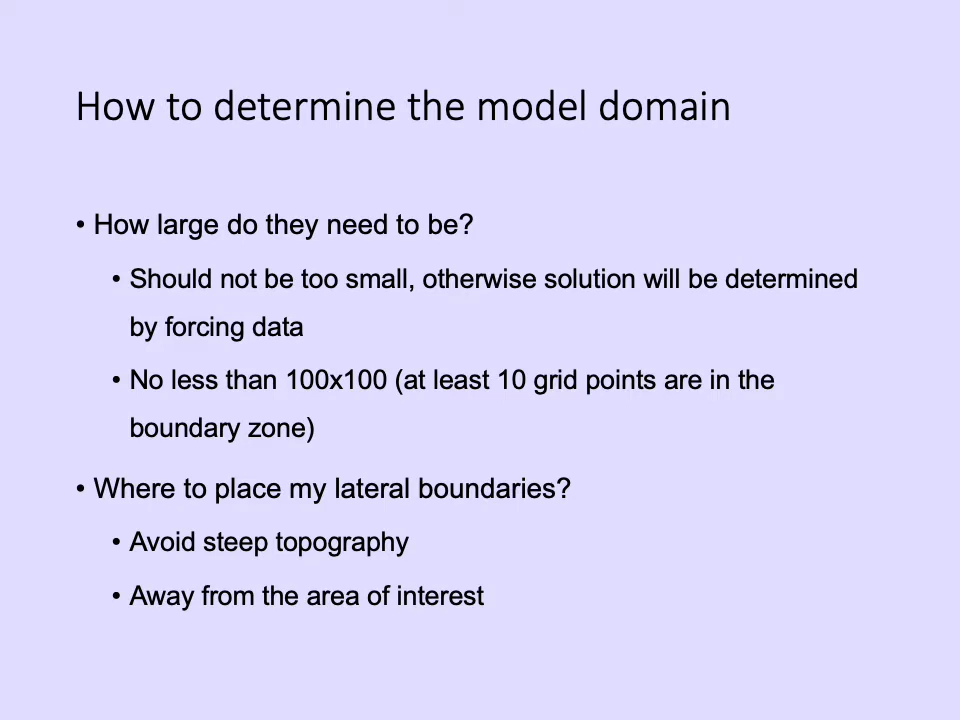 How to determine the model domain
• How large do they need to be?
• Should not be too small, otherwise solution will be determined
by forcing data
• No less than 100x100 (at least 10 grid points are in the
boundary zone)
• Where to place my lateral boundaries?
• Avoid steep topography
• Away from the area of interest